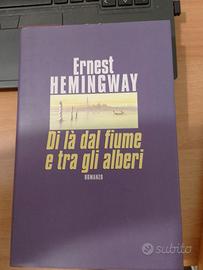 Ernest
HEMINGWAY
Di là dal fiume
e tra gli alberi
ROMANZO
subito